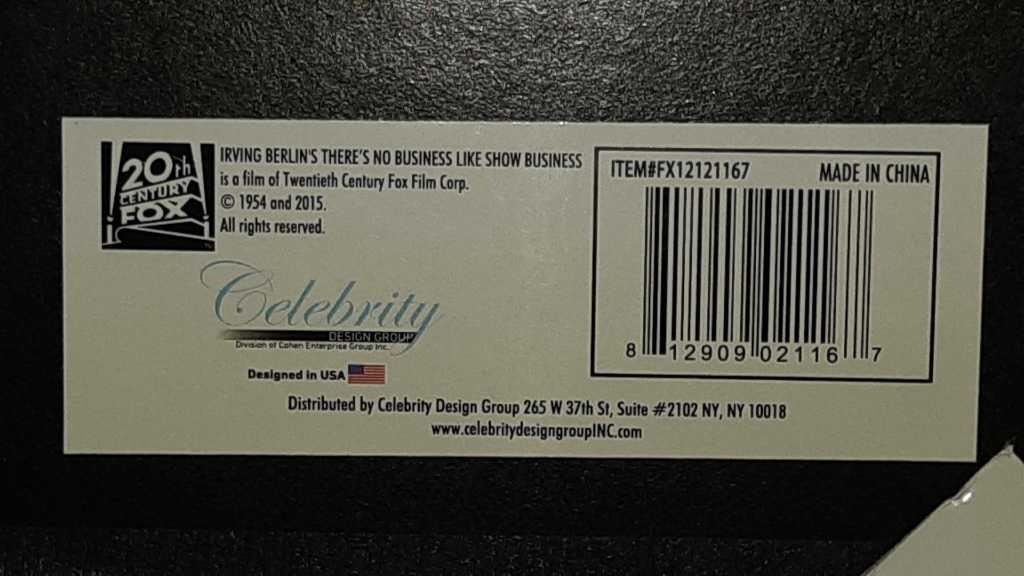 20th
CENTURY
FOX
IRVING BERLIN'S THERE'S NO BUSINESS LIKE SHOW BUSINESS
is a film of Twentieth Century Fox Film Corp.
© 1954 and 2015.
All rights reserved.
Celebrity
DESIGN GROUP
Division of Cohen Enterprise Group Inc.
Designed in USA
ITEM#FX12121167 MADE IN CHINA
8 12909 02116 7
Distributed by Celebrity Design Group 265 W 37th St, Suite #2102 NY, NY 10018
www.celebritydesigngroupINC.com